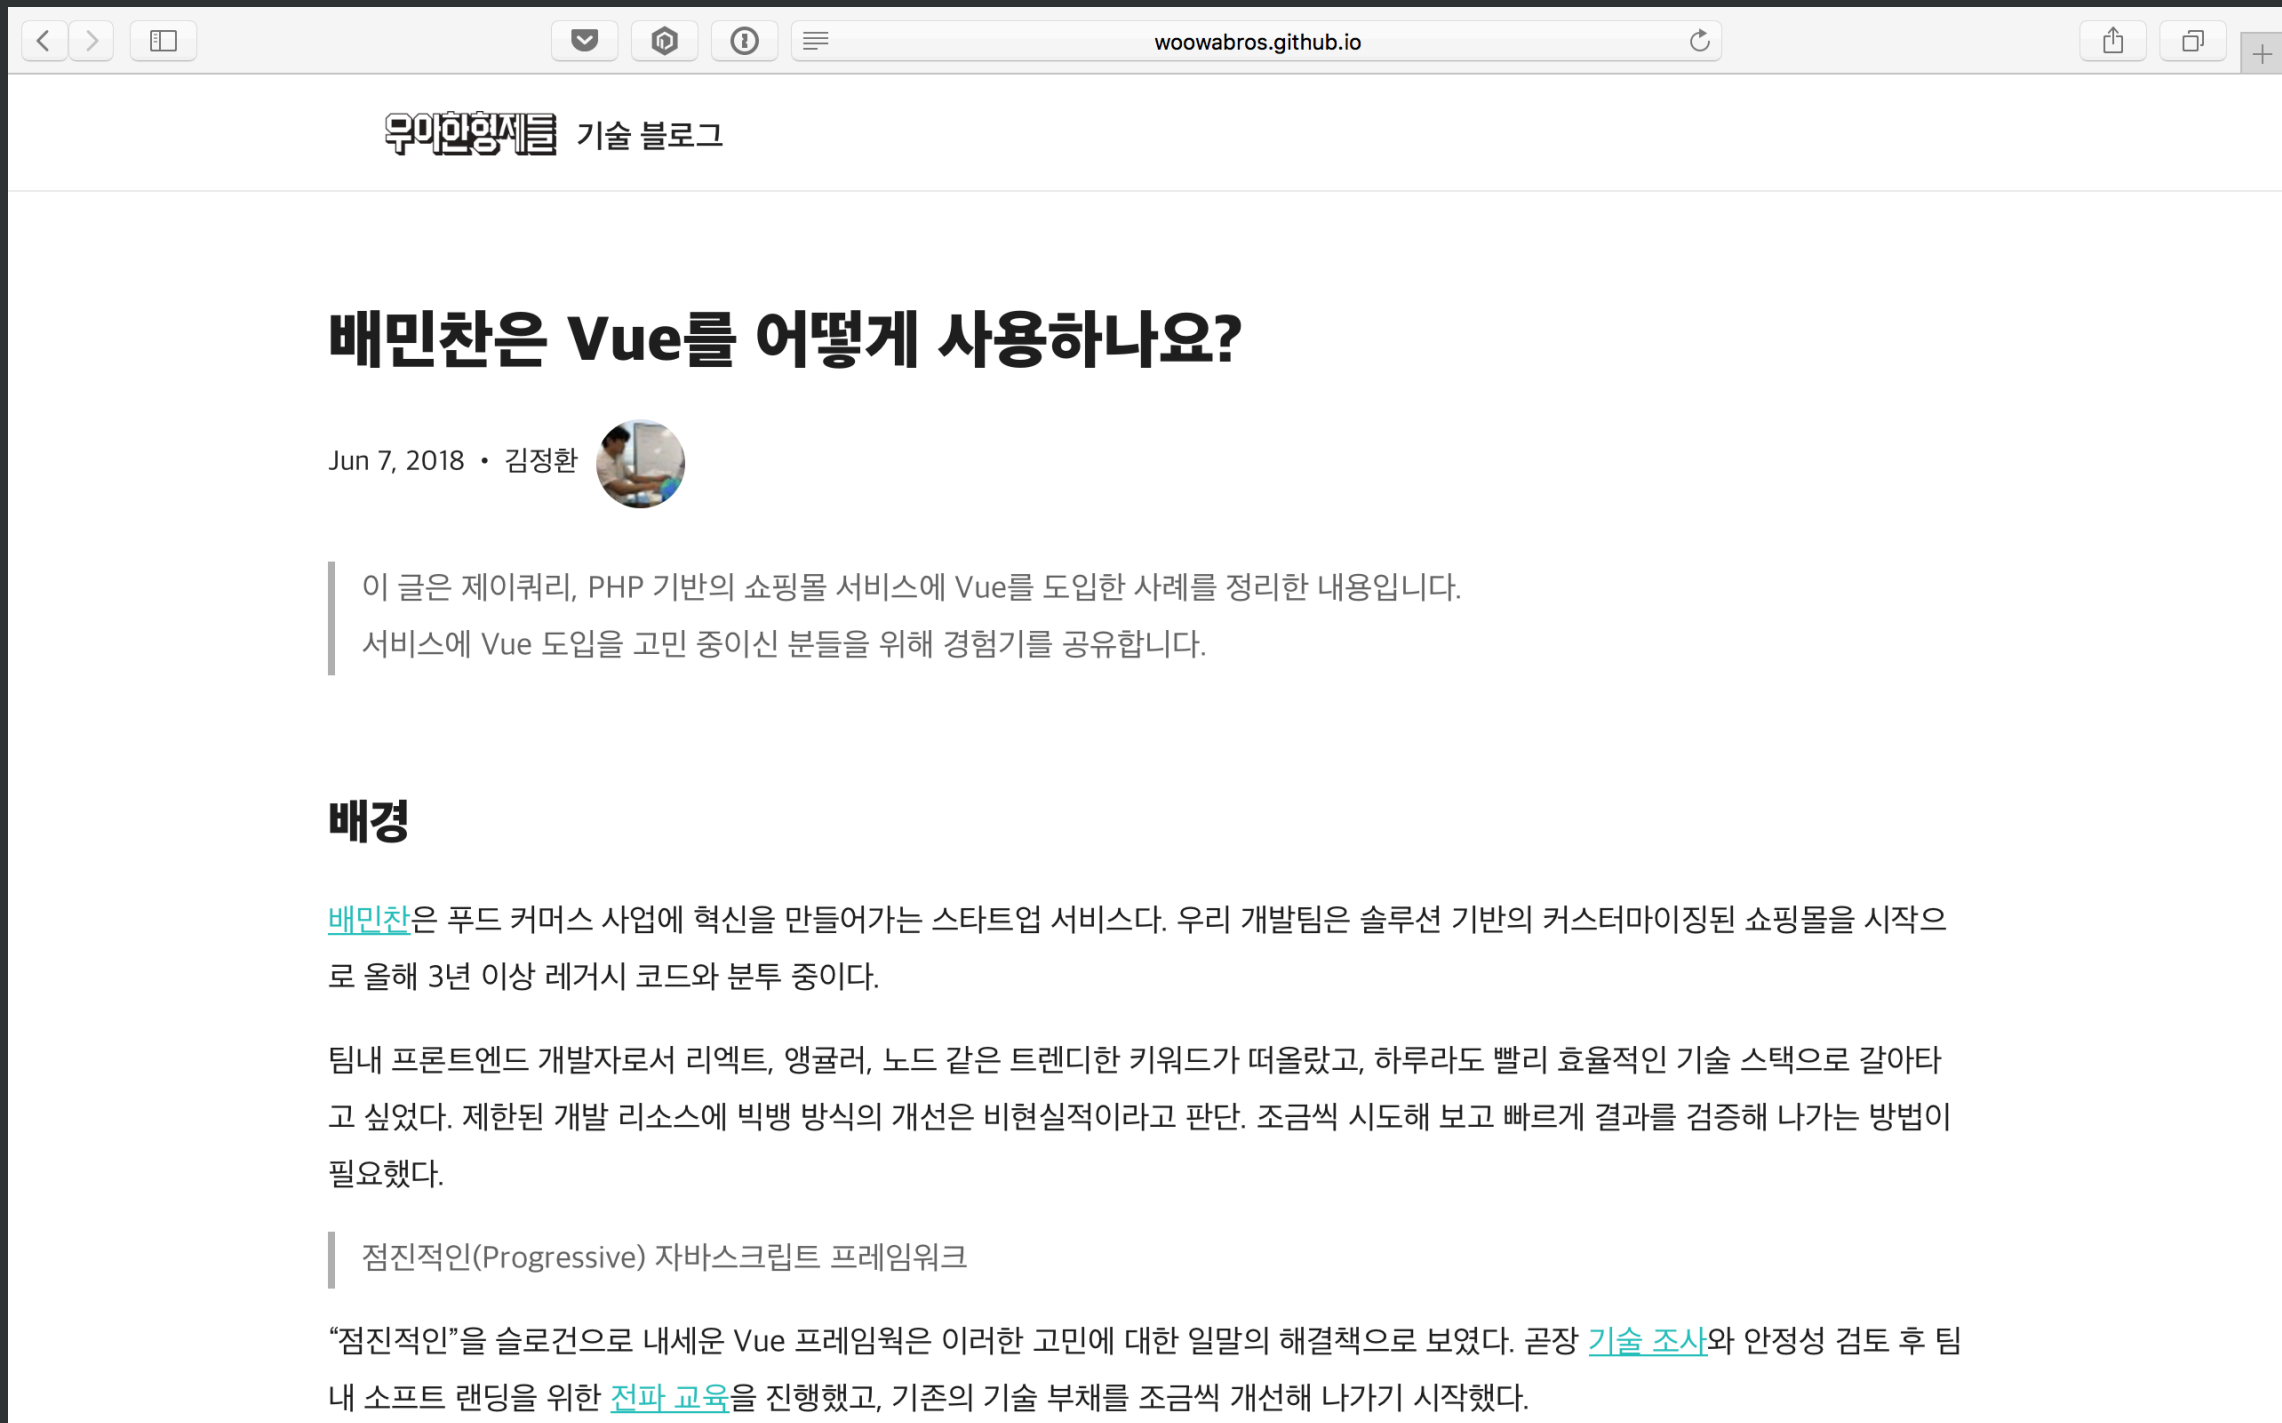 woowabros.github.io
우아한형제들 기술 블로그
배민찬은 Vue를 어떻게 사용하나요?
Jun 7, 2018 • 김정환
이 글은 제이쿼리, PHP 기반의 쇼핑몰 서비스에 Vue를 도입한 사례를 정리한 내용입니다.
서비스에 Vue 도입을 고민 중이신 분들을 위해 경험기를 공유합니다.
배경
배민찬은 푸드 커머스 사업에 혁신을 만들어가는 스타트업 서비스다. 우리 개발팀은 솔루션 기반의 커스터마이징된 쇼핑몰을 시작으
로 올해 3년 이상 레거시 코드와 분투 중이다.
팀내 프론트엔드 개발자로서 리엑트, 앵귤러, 노드 같은 트렌디한 키워드가 떠올랐고, 하루라도 빨리 효율적인 기술 스택으로 갈아타
고 싶었다. 제한된 개발 리소스에 빅뱅 방식의 개선은 비현실적이라고 판단. 조금씩 시도해 보고 빠르게 결과를 검증해 나가는 방법이
필요했다.
점진적인(Progressive) 자바스크립트 프레임워크
“점진적인”을 슬로건으로 내세운 Vue 프레임웍은 이러한 고민에 대한 일말의 해결책으로 보였다. 곧장 기술 조사와 안정성 검토 후 팀
내 소프트 랜딩을 위한 전파 교육을 진행했고, 기존의 기술 부채를 조금씩 개선해 나가기 시작했다.